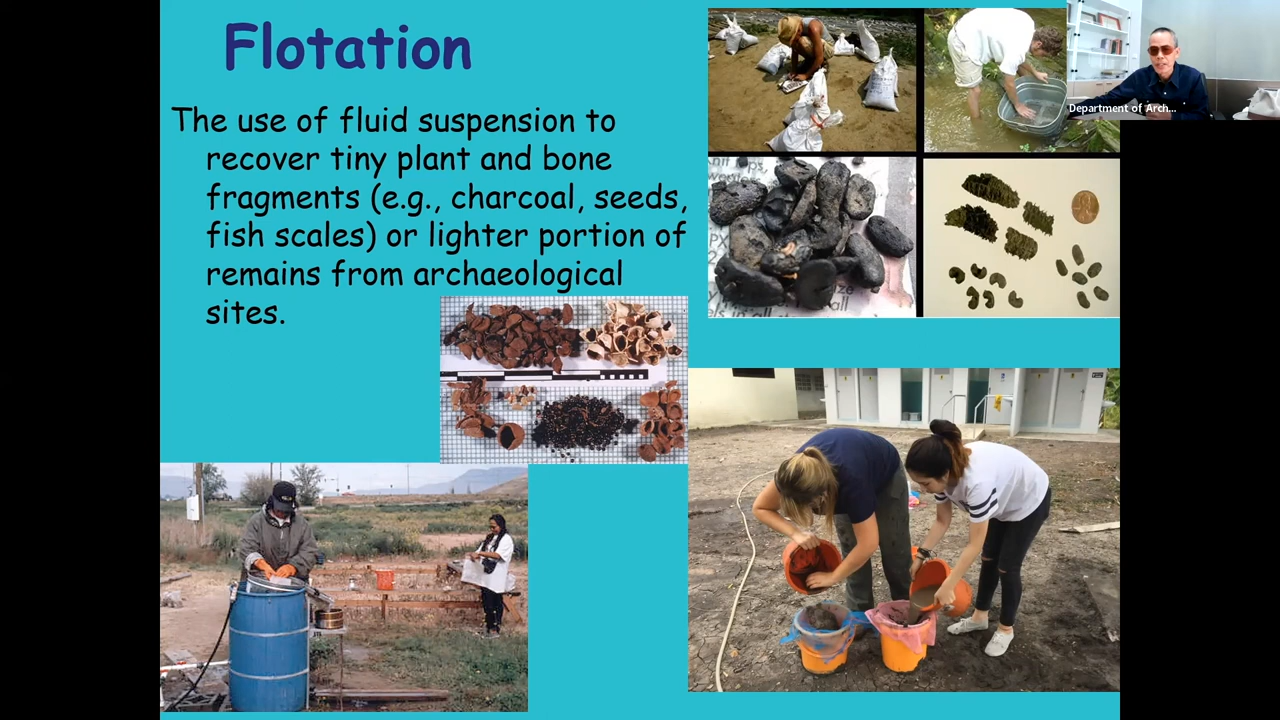 Flotation
The use of fluid suspension to
recover tiny plant and bone
fragments (e.g., charcoal, seeds,
fish scales) or lighter portion of
remains from archaeological
sites.
Department of Arch...